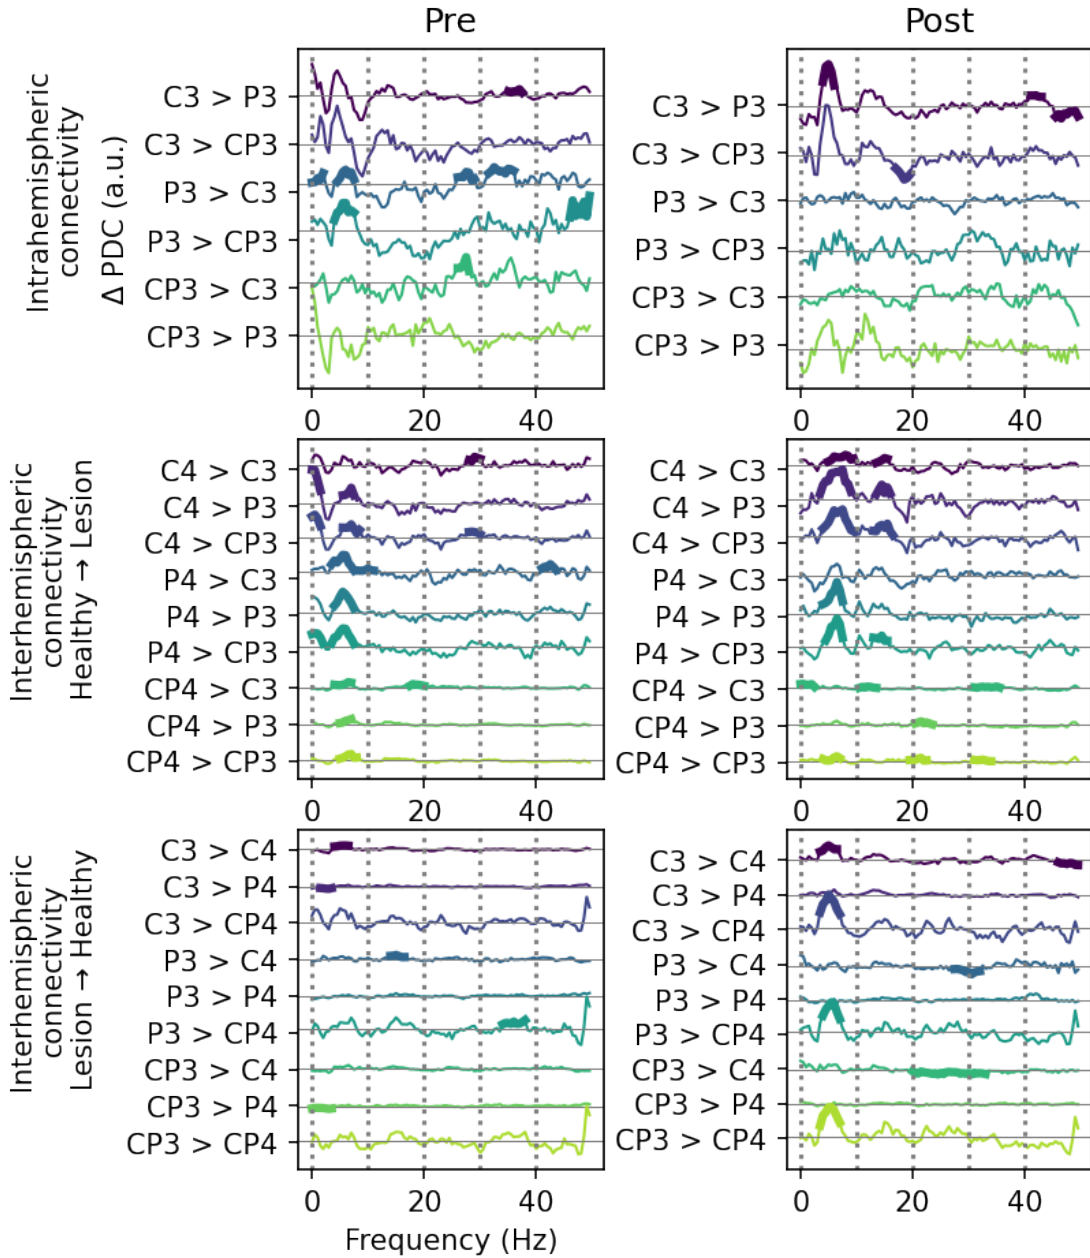 Pre
Post
Intrahemispheric
connectivity
Δ PDC (a.u.)
C3 > P3
C3 > CP3
P3 > C3
P3 > CP3
CP3 > C3
CP3 > P3
0 20 40
C3 > P3
C3 > CP3
P3 > C3
P3 > CP3
CP3 > C3
CP3 > P3
0 20 40
Interhemispheric
connectivity
Healthy → Lesion
C4 > C3
C4 > P3
C4 > CP3
P4 > C3
P4 > P3
P4 > CP3
CP4 > C3
CP4 > P3
CP4 > CP3
0 20 40
C4 > C3
C4 > P3
C4 > CP3
P4 > C3
P4 > P3
P4 > CP3
CP4 > C3
CP4 > P3
CP4 > CP3
0 20 40
Interhemispheric
connectivity
Lesion → Healthy
C3 > C4
C3 > P4
C3 > CP4
P3 > C4
P3 > P4
P3 > CP4
CP3 > C4
CP3 > P4
CP3 > CP4
0 20 40
Frequency (Hz)
C3 > C4
C3 > P4
C3 > CP4
P3 > C4
P3 > P4
P3 > CP4
CP3 > C4
CP3 > P4
CP3 > CP4
0 20 40